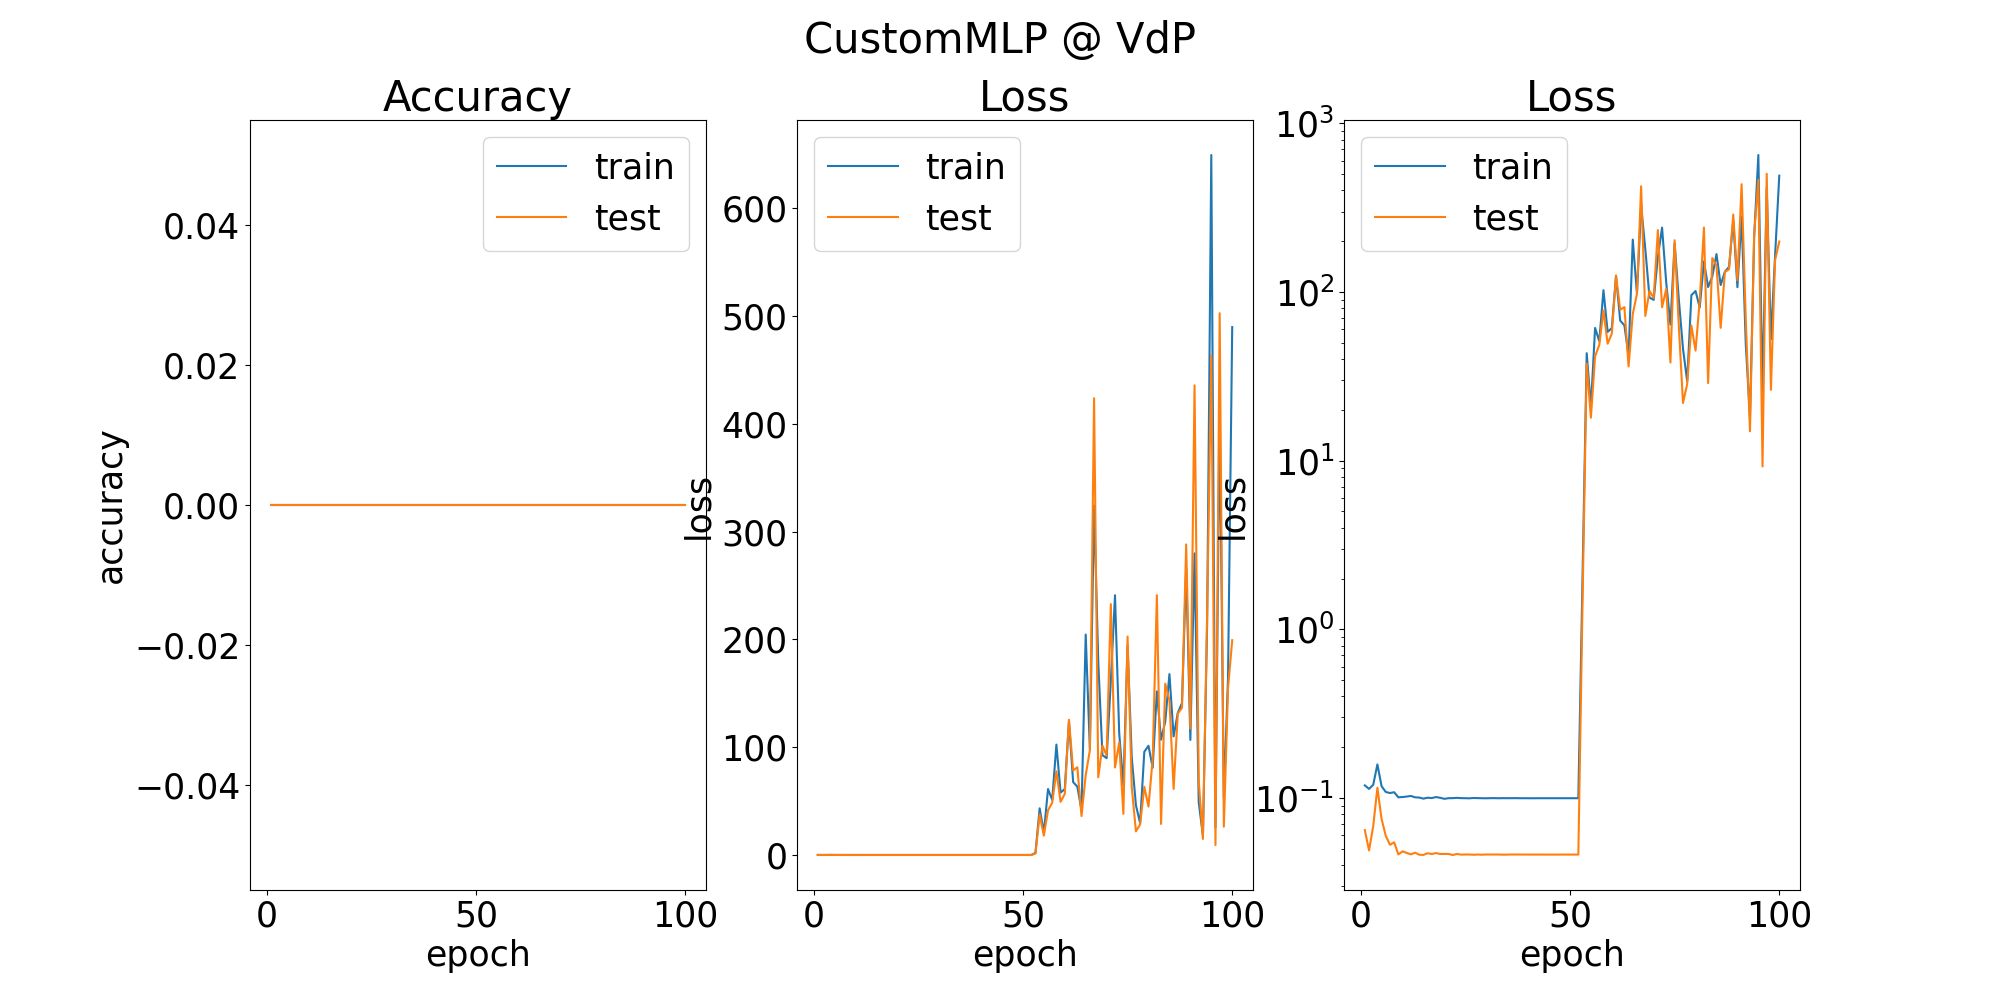 CustomMLP @ VdP
Accuracy
accuracy
0.04
0.02
0.00
−0.02
−0.04
train
test
0
50
100
epoch
Loss
loss
600
500
400
300
200
100
0
train
test
0
50
100
epoch
Loss
loss
10³
10²
10¹
10⁰
10⁻¹
train
test
0
50
100
epoch